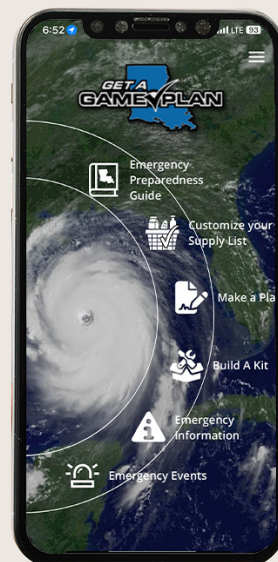 6:52
LTE 93
GET A
GAME PLAN
Emergency
Preparedness
Guide
Customize your
Supply List
Make a Pla
Build A Kit
Emergency
Information
Emergency Events